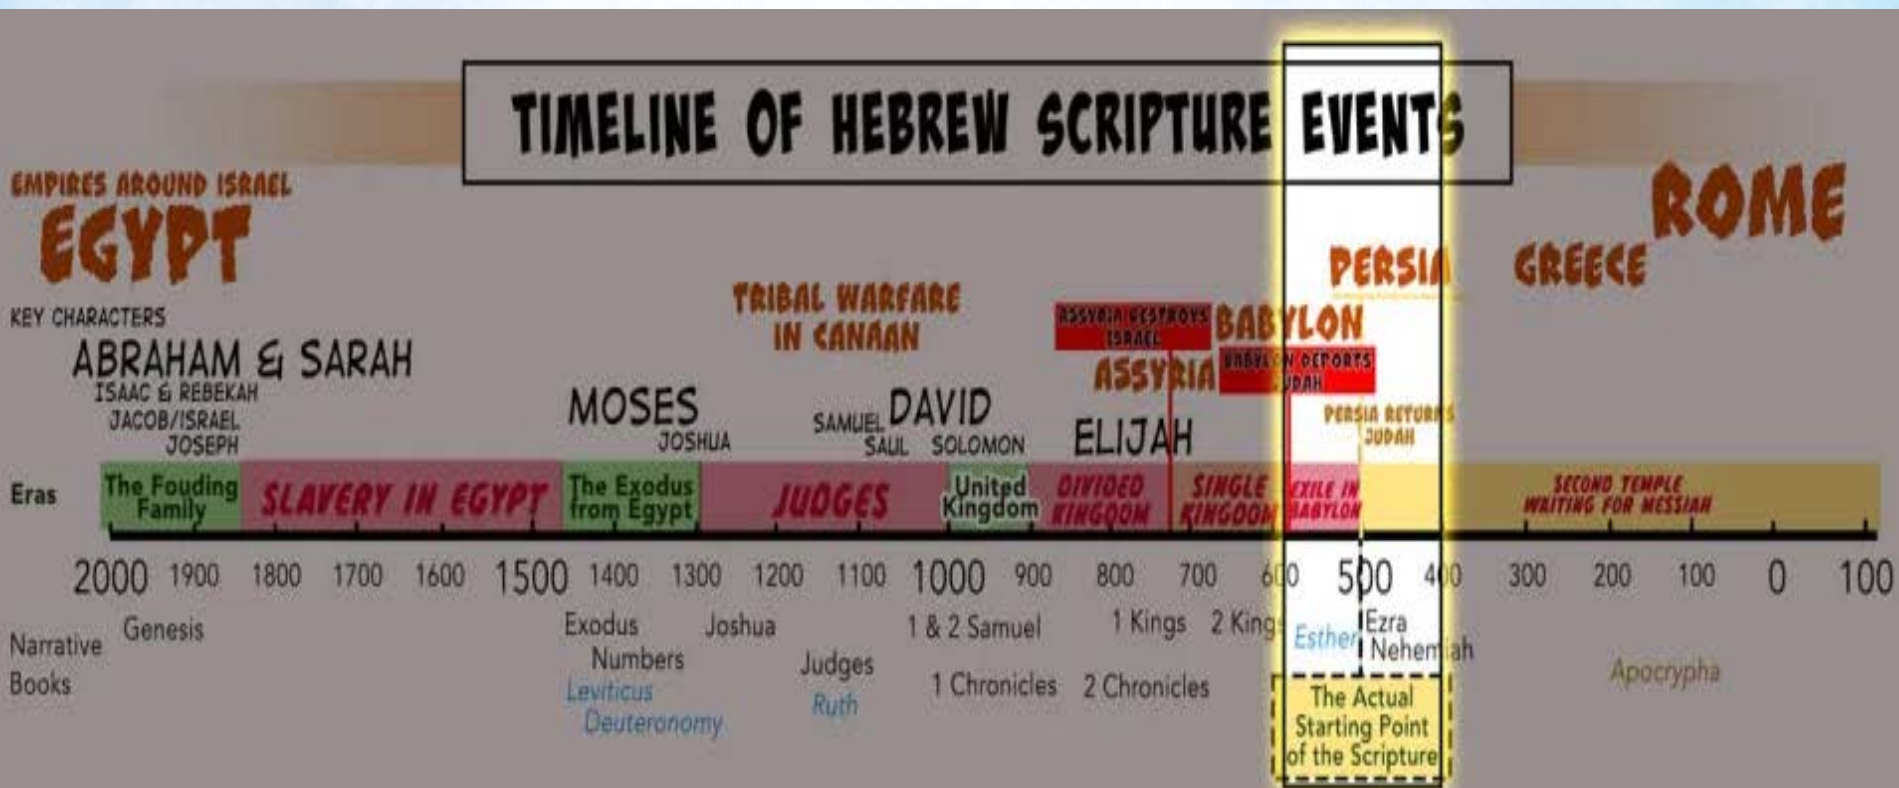 TIMELINE OF HEBREW SCRIPTURE EVENTS
EMPIRES AROUND ISRAEL
EGYPT
ROME
PERSIA
GREECE
TRIBAL WARFARE
IN CANAAN
ASSYRIA DESTROYS
ISRAEL
BABYLON
ASSYRIA
BABYLON DEPORTS
JUDAH
PERSIA RETURNS
JUDAH
KEY CHARACTERS
ABRAHAM & SARAH
ISAAC & REBEKAH
JACOB/ISRAEL
JOSEPH
MOSES
JOSHUA
SAMUEL
DAVID
SAUL
SOLOMON
ELIJAH
Eras
The Fouding
Family
SLAVERY IN EGYPT
The Exodus
from Egypt
JUDGES
United
Kingdom
DIVIDED
KINGDOM
SINGLE
KINGDOM
EXILE IN
BABYLON
SECOND TEMPLE
WAITING FOR MESSIAH
2000 1900 1800 1700 1600 1500 1400 1300 1200 1100 1000 900 800 700 600 500 400 300 200 100 0 100
Narrative
Books
Genesis
Exodus
Numbers
Leviticus
Deuteronomy
Joshua
Judges
Ruth
1 & 2 Samuel
1 Chronicles
1 Kings
2 Kings
2 Chronicles
Esther
Ezra
Nehemiah
Apocrypha
The Actual
Starting Point
of the Scripture